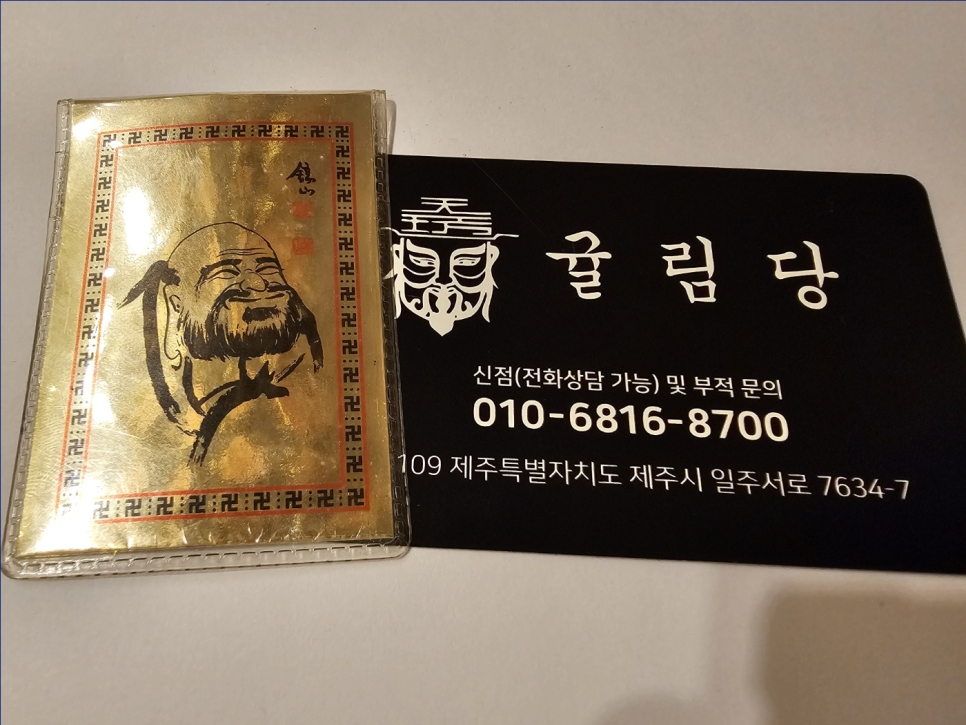 귤림당
신점(전화상담 가능) 및 부적 문의
010-6816-8700
109 제주특별자치도 제주시 일주서로 7634-7